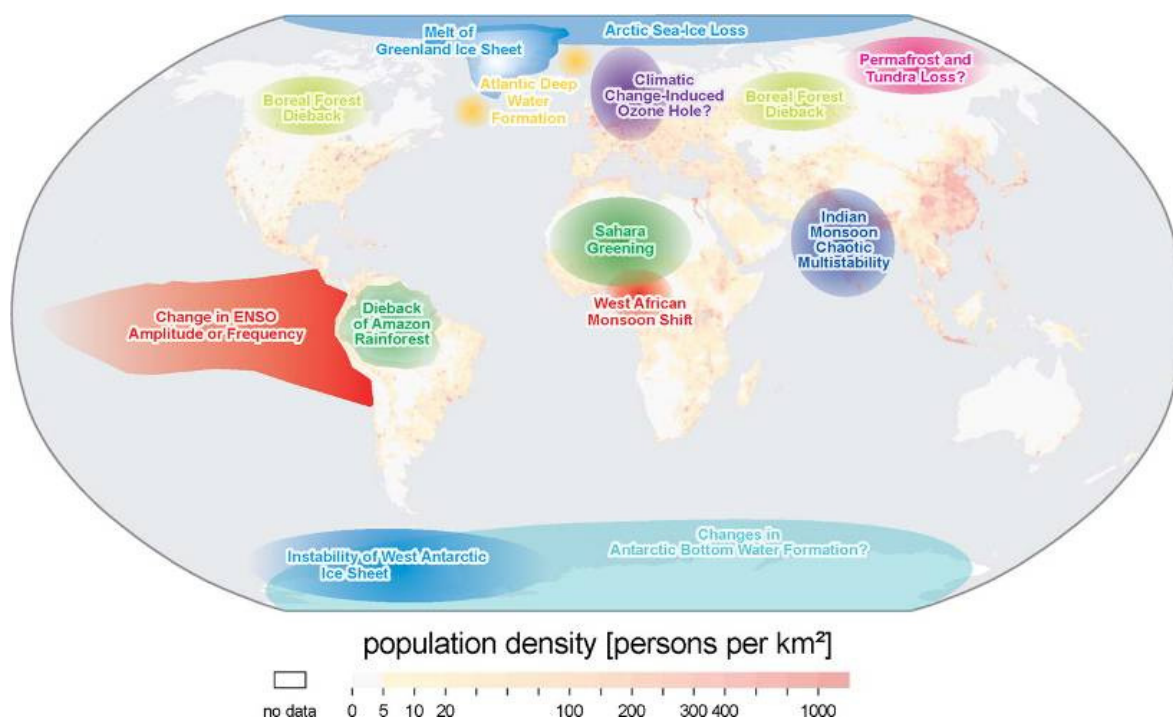 Melt of
Greenland Ice Sheet
Arctic Sea-Ice Loss
Atlantic Deep
Water
Formation
Climatic
Change-Induced
Ozone Hole?
Permafrost and
Tundra Loss?
Boreal Forest
Dieback
Boreal Forest
Dieback
Sahara
Greening
Indian
Monsoon
Chaotic
Multistability
West African
Monsoon Shift
Change in ENSO
Amplitude or Frequency
Dieback
of Amazon
Rainforest
Instability of West Antarctic
Ice Sheet
Changes in
Antarctic Bottom Water Formation?
population density [persons per km²]
no data
0 5 10 20 100 200 300 400 1000